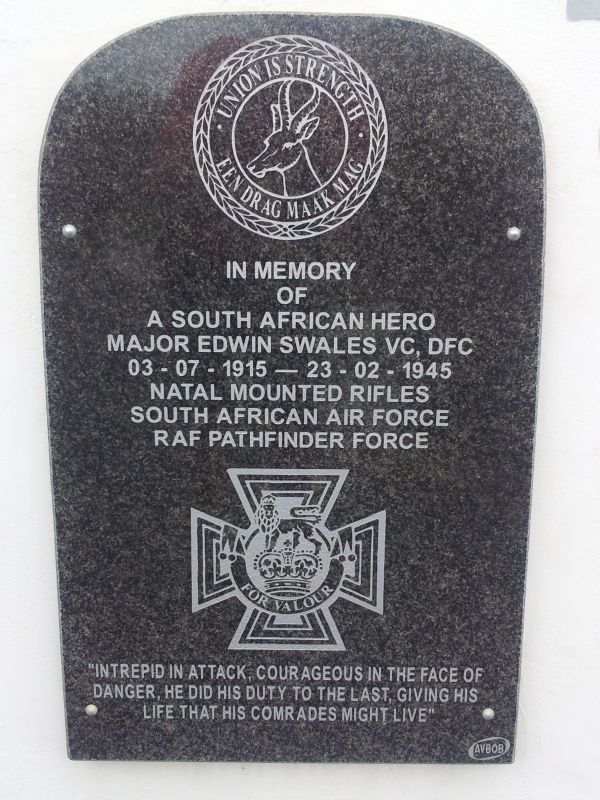 · UNION IS STRENGTH ·
EEN DRAG MAAK MAG
IN MEMORY
OF
A SOUTH AFRICAN HERO
MAJOR EDWIN SWALES VC, DFC
03 - 07 - 1915 — 23 - 02 - 1945
NATAL MOUNTED RIFLES
SOUTH AFRICAN AIR FORCE
RAF PATHFINDER FORCE
FOR VALOUR
"INTREPID IN ATTACK, COURAGEOUS IN THE FACE OF
DANGER, HE DID HIS DUTY TO THE LAST, GIVING HIS
LIFE THAT HIS COMRADES MIGHT LIVE"
AVBOB